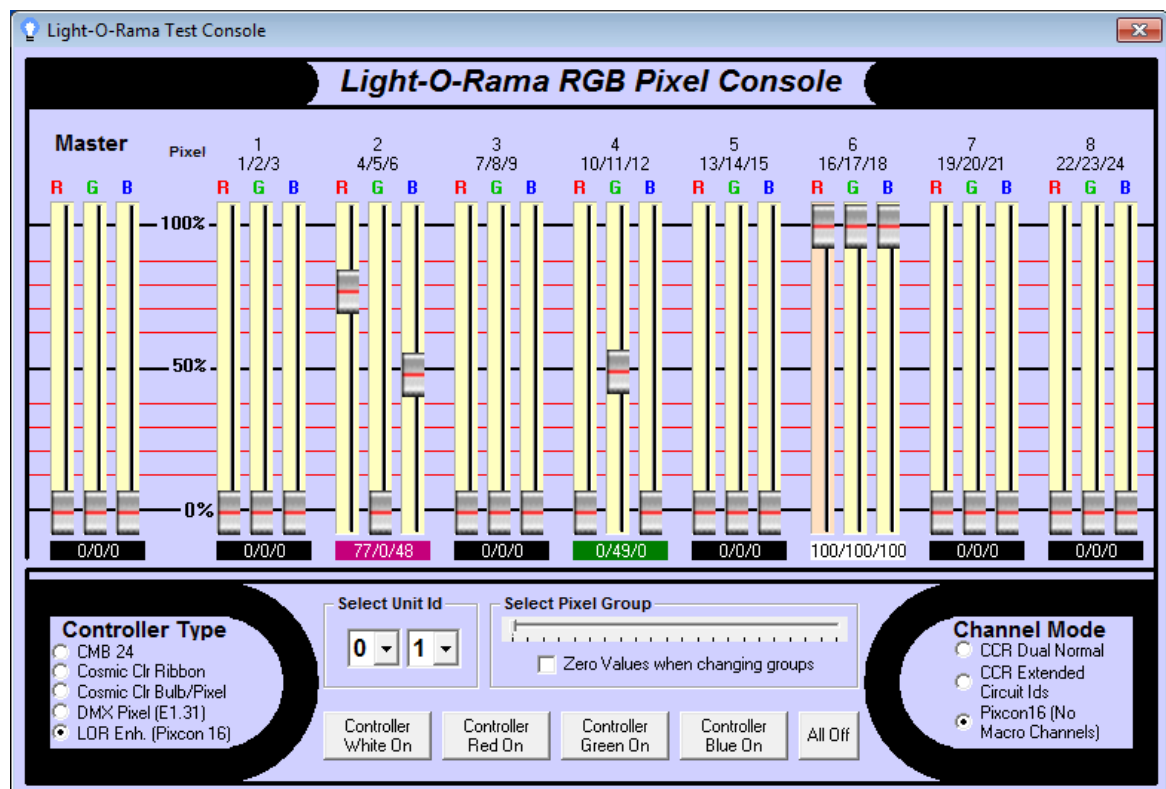 Light-O-Rama Test Console
Light-O-Rama RGB Pixel Console
Master Pixel 1 2 3 4 5 6 7 8
1/2/3 4/5/6 7/8/9 10/11/12 13/14/15 16/17/18 19/20/21 22/23/24
R G B R G B R G B R G B R G B R G B R G B R G B R G B
100%
50%
0%
0/0/0 0/0/0 77/0/48 0/0/0 0/49/0 0/0/0 100/100/100 0/0/0 0/0/0
Controller Type
CMB 24
Cosmic Clr Ribbon
Cosmic Clr Bulb/Pixel
DMX Pixel (E1.31)
LOR Enh. (Pixcon 16)
Select Unit Id
0 1
Select Pixel Group
Zero Values when changing groups
Controller White On
Controller Red On
Controller Green On
Controller Blue On
All Off
Channel Mode
CCR Dual Normal
CCR Extended
Circuit Ids
Pixcon16 (No
Macro Channels)